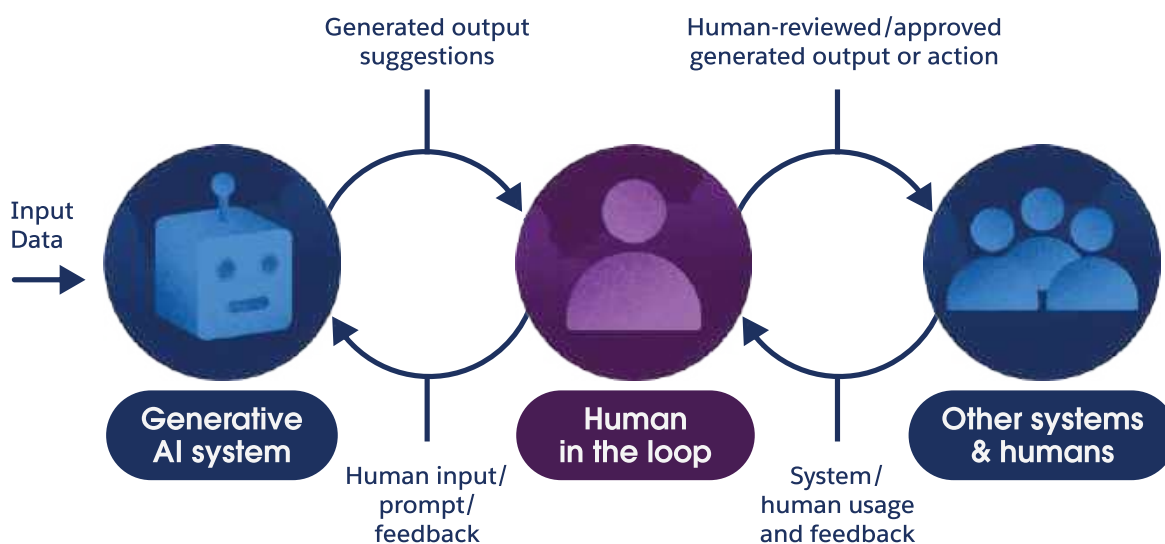 Generated output
suggestions
Human-reviewed/approved
generated output or action
Input
Data
Generative
AI system
Human
in the loop
Other systems
& humans
Human input/
prompt/
feedback
System/
human usage
and feedback